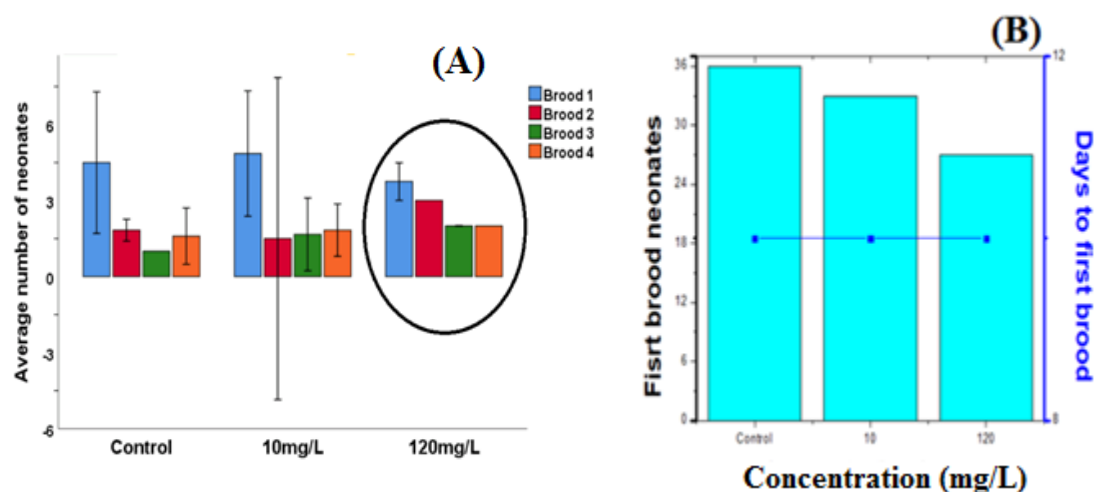 (A)
Brood 1
Brood 2
Brood 3
Brood 4
Average number of neonates
6
3
0
-3
-6
Control
10mg/L
120mg/L
(B)
Fisrt brood neonates
36
30
24
18
12
6
0
Control
10
120
12
8
Days to first brood
Concentration (mg/L)